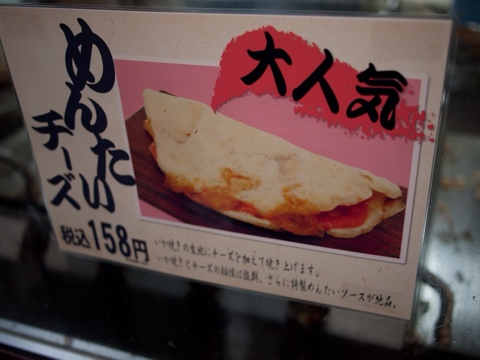 大人気
めんたい
チーズ
税込158円
いか焼きの生地にチーズを加えて焼き上げます。
いか焼きとチーズの相性は抜群、さらに特製めんたいソースが絶品。